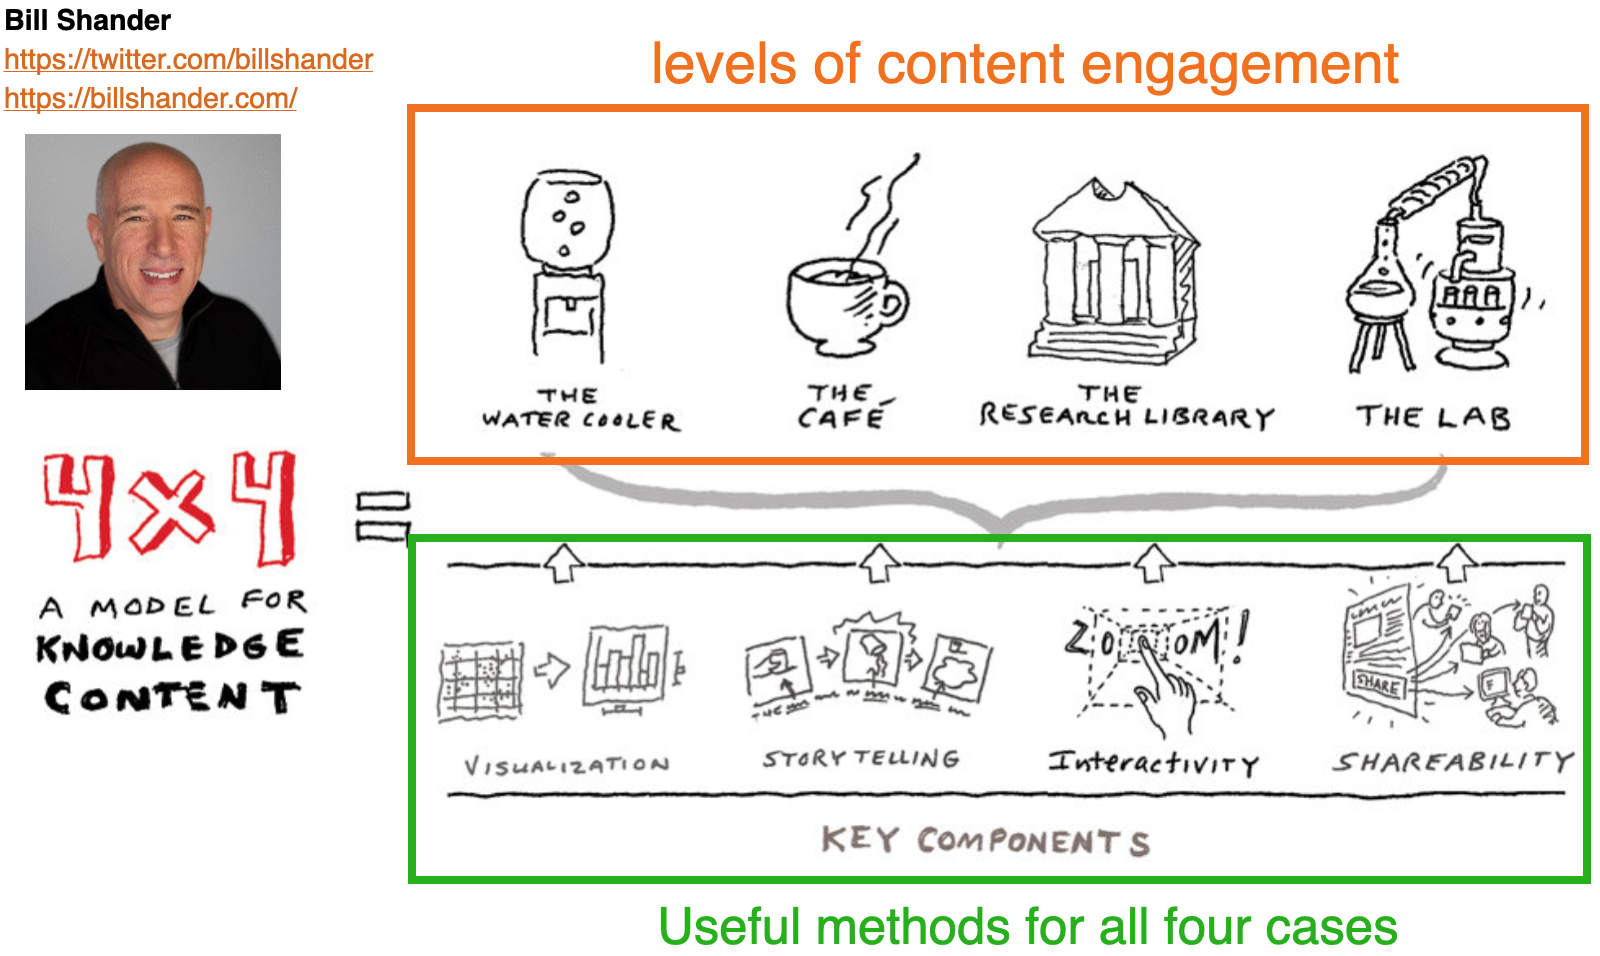 Bill Shander
https://twitter.com/billshander
https://billshander.com/
levels of content engagement
THE
WATER COOLER
THE
CAFÉ
THE
RESEARCH LIBRARY
THE LAB
4x4
=
A MODEL FOR
KNOWLEDGE
CONTENT
ZOOM!
SHARE
VISUALIZATION
STORYTELLING
Interactivity
SHAREABILITY
KEY COMPONENTS
Useful methods for all four cases